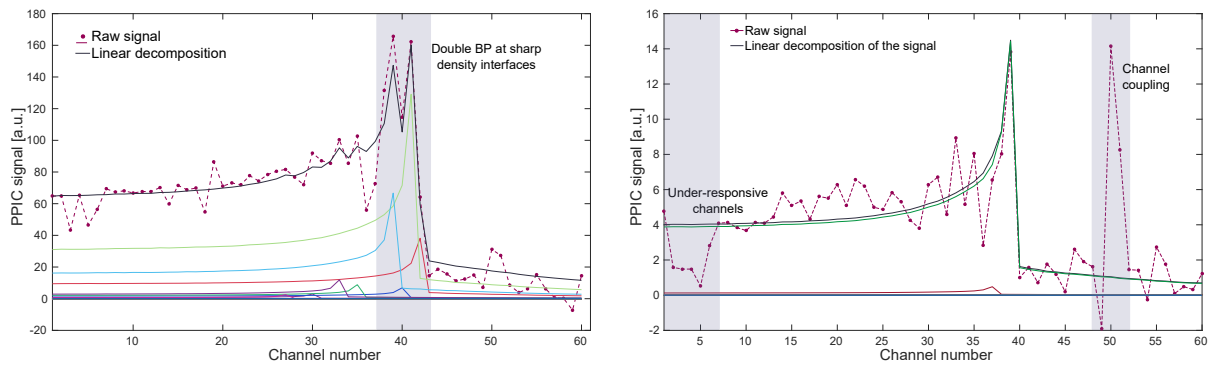 180
160
140
120
100
80
60
40
20
0
-20
PPIC signal [a.u.]
Raw signal
Linear decomposition
Double BP at sharp
density interfaces
10
20
30
40
50
60
Channel number
16
14
12
10
8
6
4
2
0
-2
PPIC signal [a.u.]
Raw signal
Linear decomposition of the signal
Channel
coupling
Under-responsive
channels
5
10
15
20
25
30
35
40
45
50
55
60
Channel number